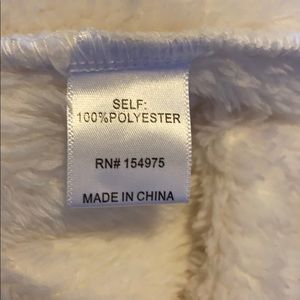 SELF:
100%POLYESTER
RN# 154975
MADE IN CHINA